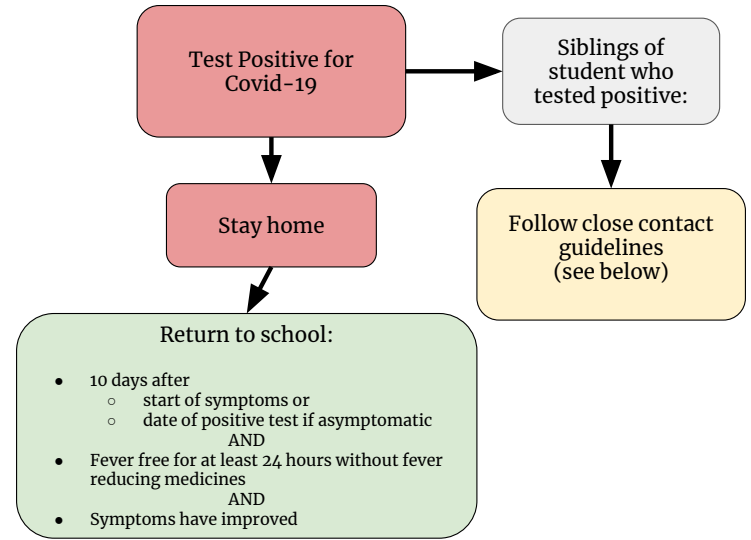 Test Positive for
Covid-19
Siblings of
student who
tested positive:
Stay home
Follow close contact
guidelines
(see below)
Return to school:
● 10 days after
○ start of symptoms or
○ date of positive test if asymptomatic
AND
● Fever free for at least 24 hours without fever
reducing medicines
AND
● Symptoms have improved